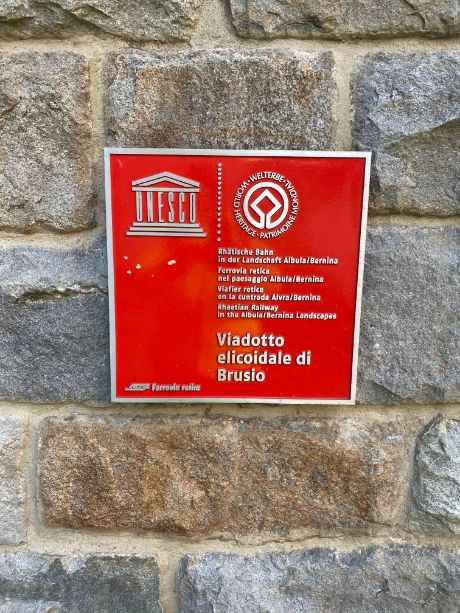 UNESCO
WORLD HERITAGE • WELTERBE • PATRIMOINE MONDIAL •
Rhätische Bahn
in der Landschaft Albula/Bernina
Ferrovia retica
nel paesaggio Albula/Bernina
Viafier retica
en la cuntrada Alvra/Bernina
Rhaetian Railway
in the Albula/Bernina Landscapes
Viadotto
elicoidale di
Brusio
Ferrovia retica